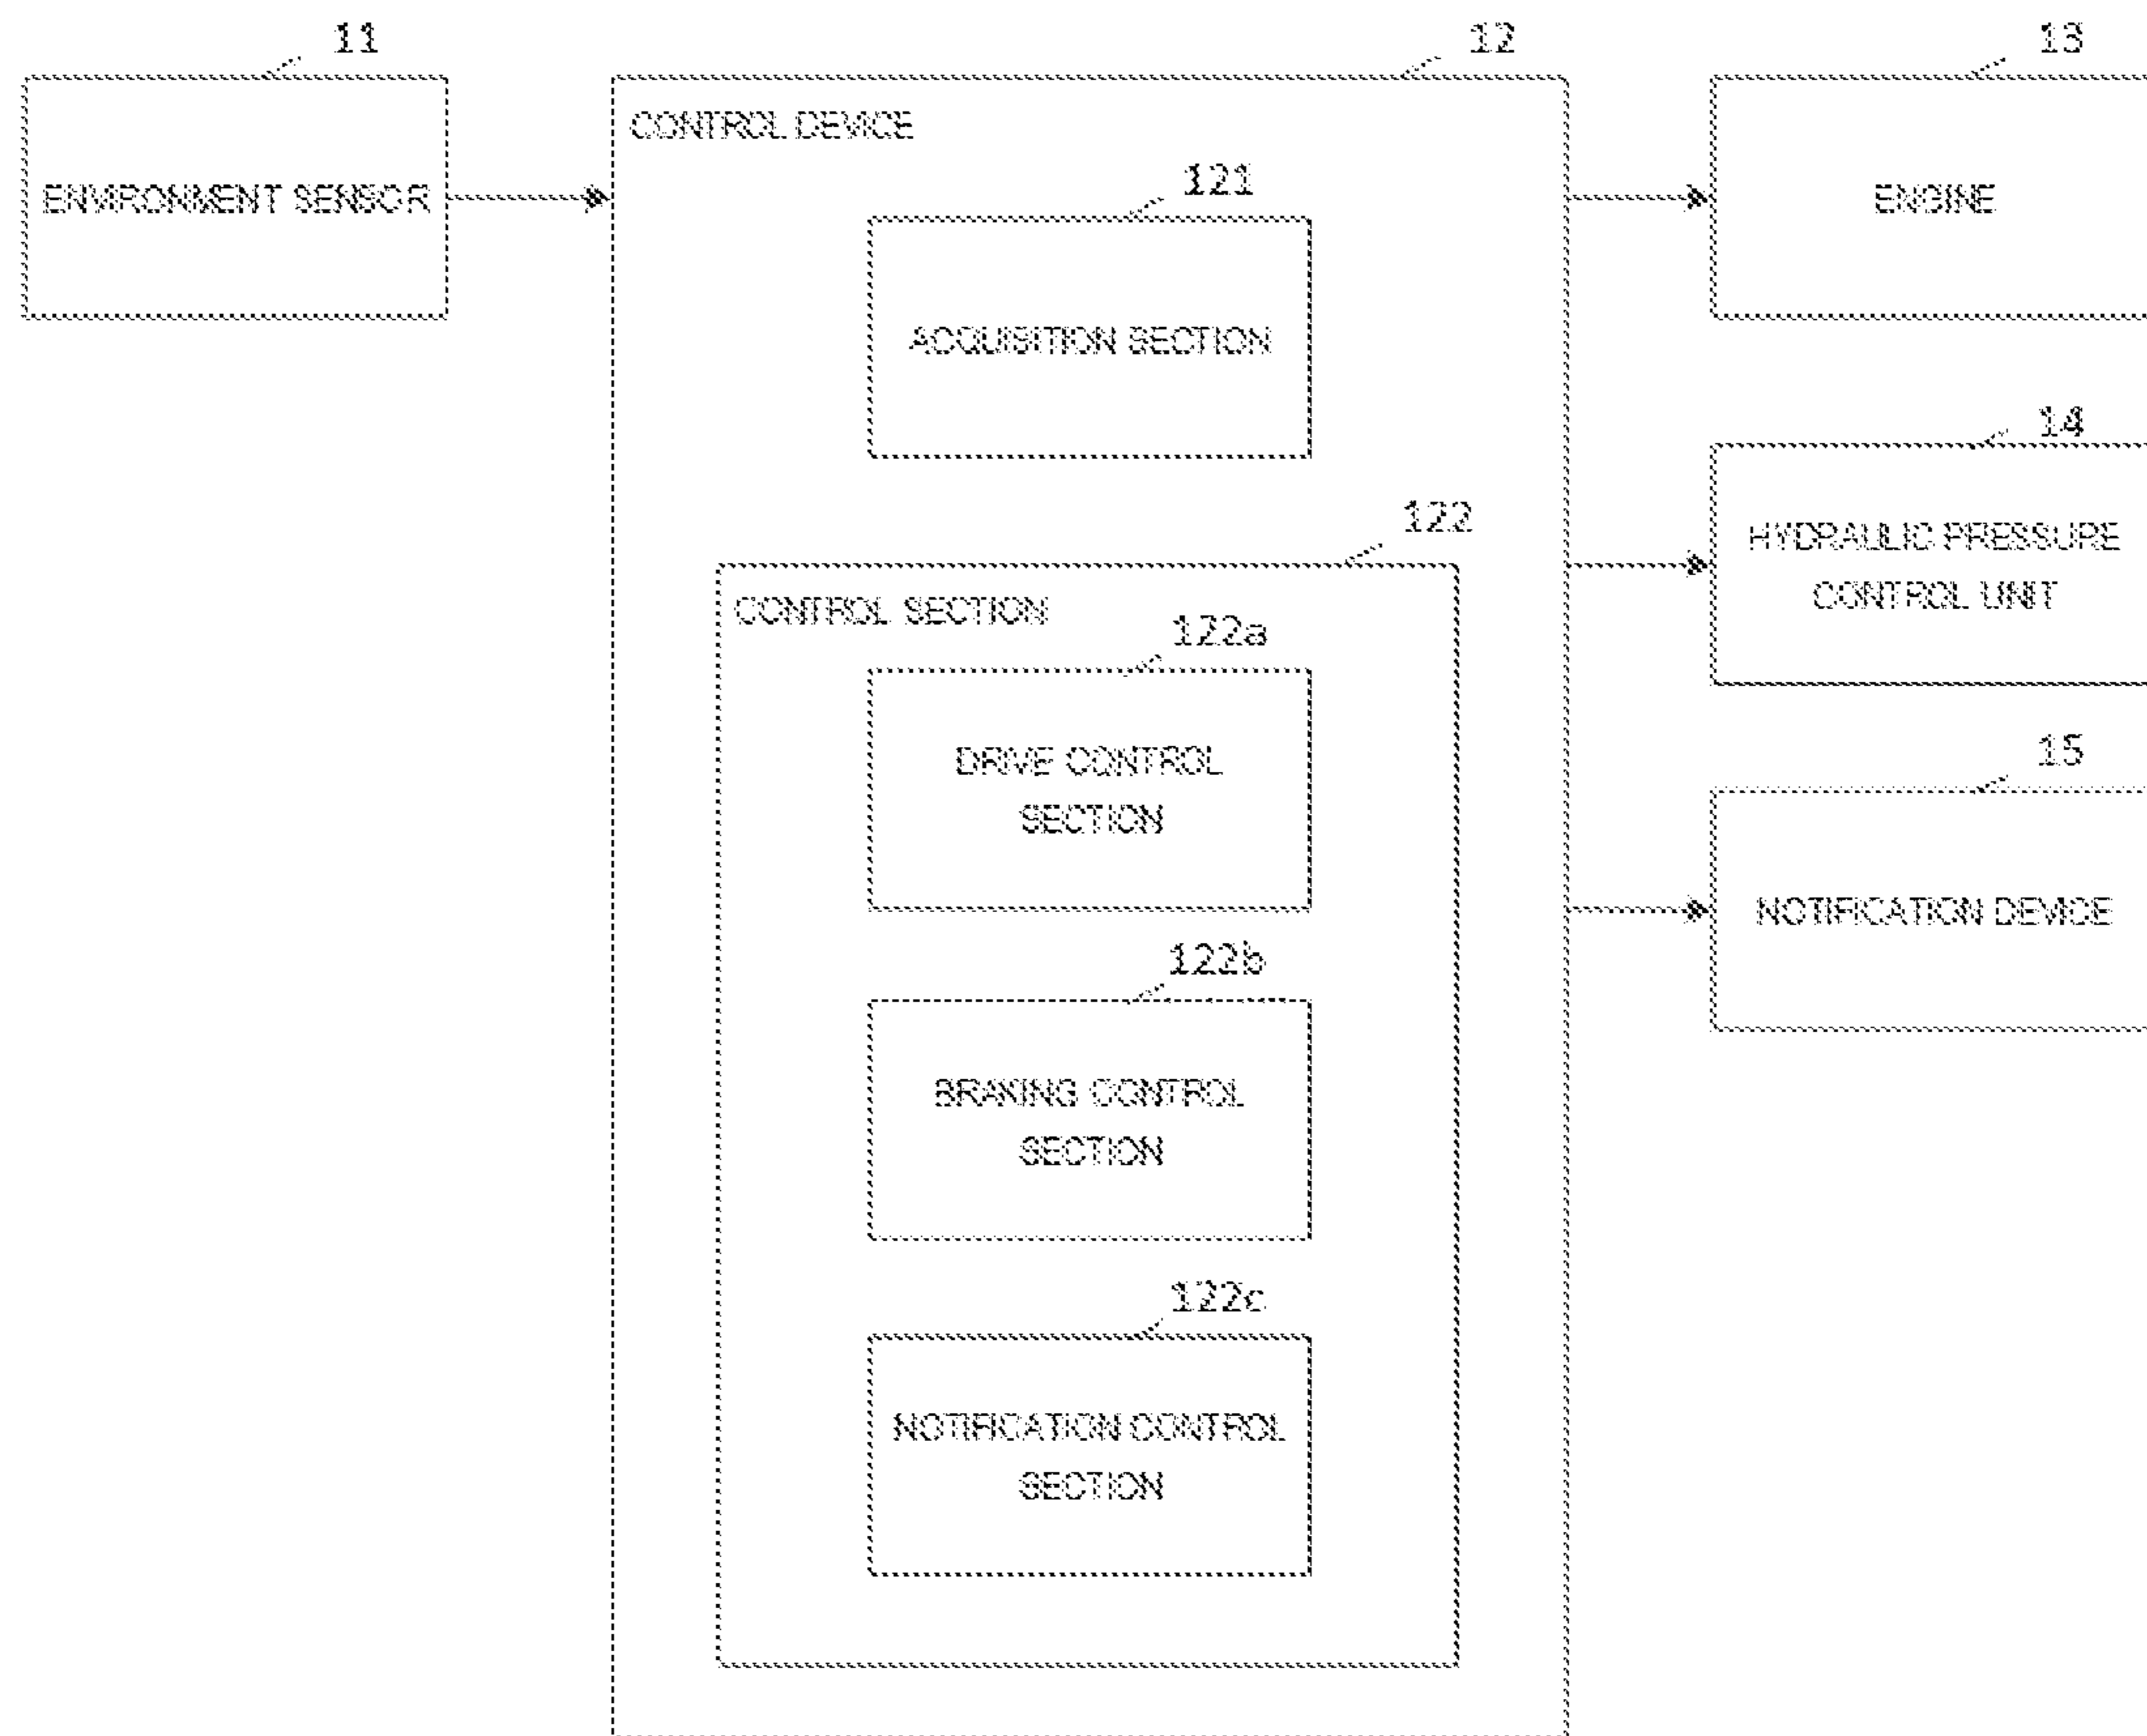 11
ENVIRONMENT SENSOR
12
CONTROL DEVICE
121
ACQUISITION SECTION
122
CONTROL SECTION
122a
DRIVE CONTROL
SECTION
122b
BRAKING CONTROL
SECTION
122c
NOTIFICATION CONTROL
SECTION
13
ENGINE
14
HYDRAULIC PRESSURE
CONTROL UNIT
15
NOTIFICATION DEVICE